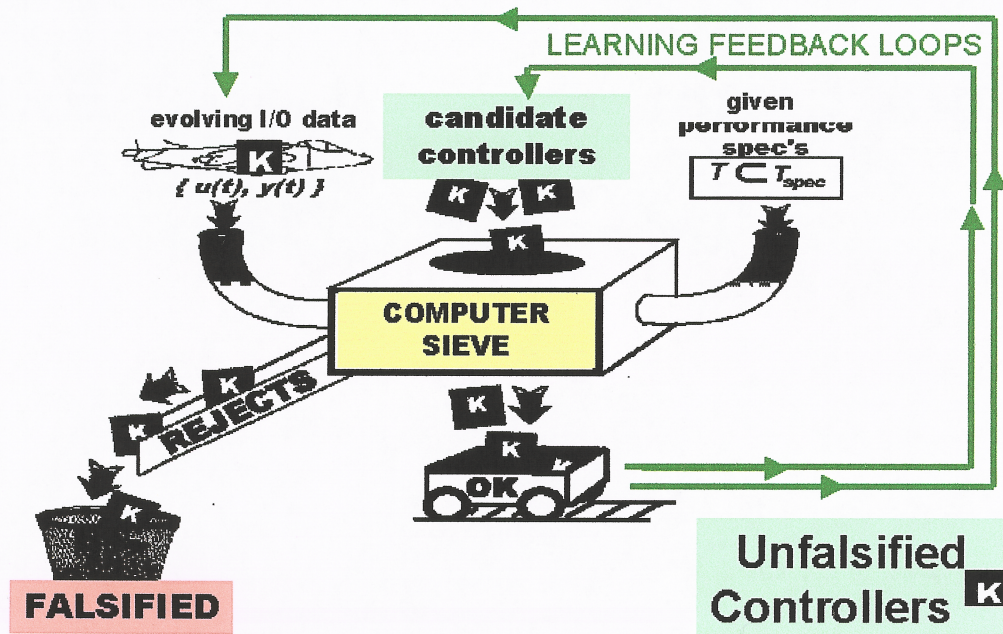 LEARNING FEEDBACK LOOPS
evolving I/O data
K
{ u(t), y(t) }
candidate
controllers
given
performance
spec's
T ⊂ T_spec
K K
K
COMPUTER
SIEVE
K
K
REJECTS
K
K
K
K
OK
K
FALSIFIED
Unfalsified
Controllers K